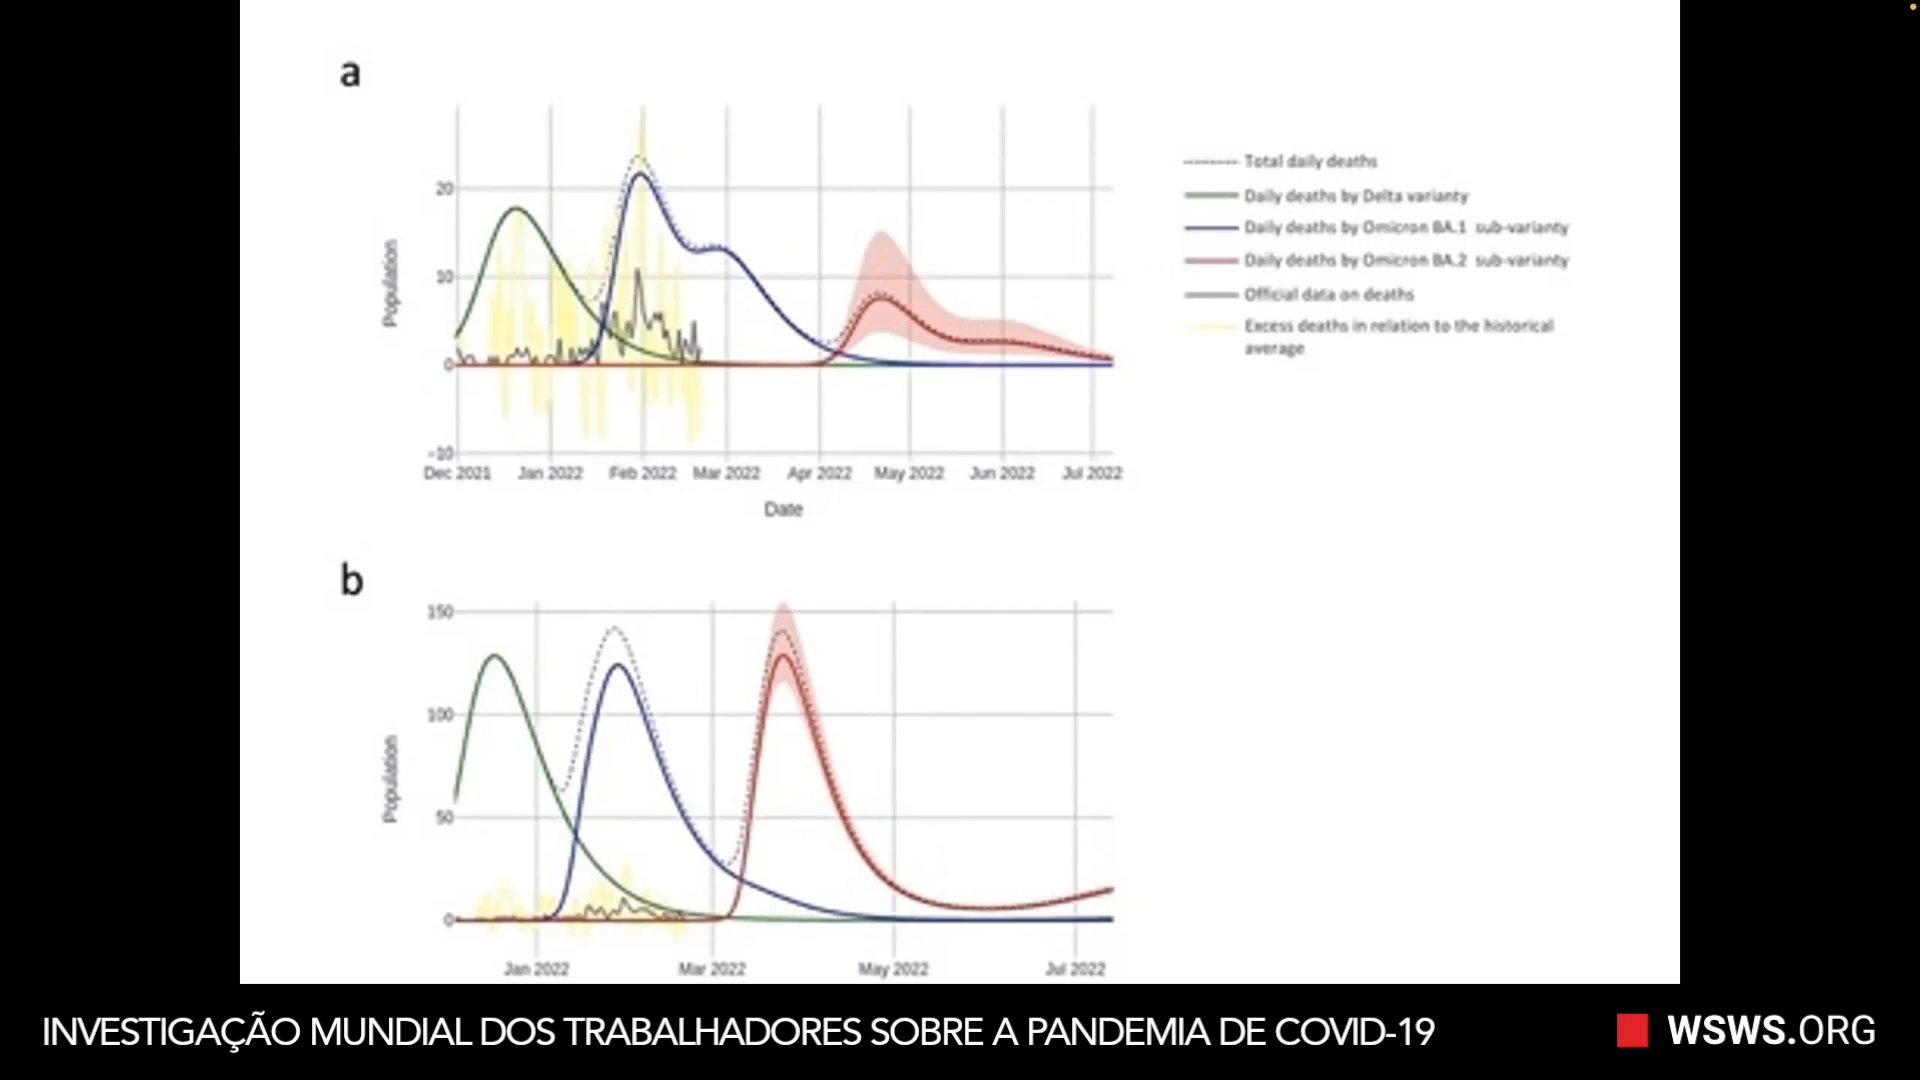 a
20
10
0
-10
Population
Dec 2021 Jan 2022 Feb 2022 Mar 2022 Apr 2022 May 2022 Jun 2022 Jul 2022
Date
Total daily deaths
Daily deaths by Delta varianty
Daily deaths by Omicron BA.1 sub-varianty
Daily deaths by Omicron BA.2 sub-varianty
Official data on deaths
Excess deaths in relation to the historical
average
b
150
100
50
0
Population
Jan 2022 Mar 2022 May 2022 Jul 2022
INVESTIGAÇÃO MUNDIAL DOS TRABALHADORES SOBRE A PANDEMIA DE COVID-19
WSWS.ORG